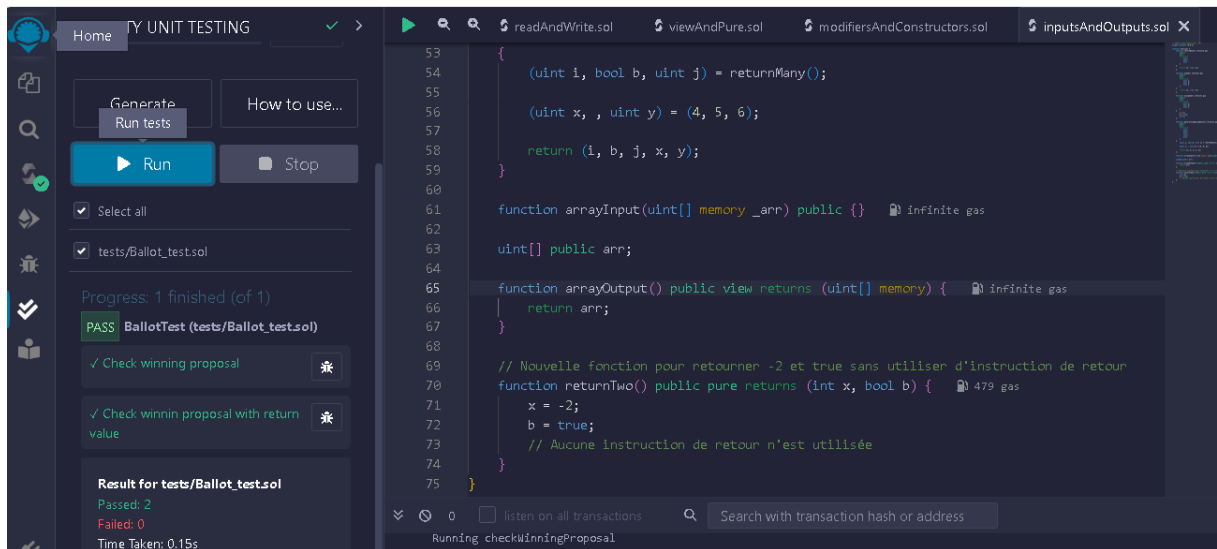 Home
TY UNIT TESTING
Generate
How to use...
Run tests
Run
Stop
Select all
tests/Ballot_test.sol
Progress: 1 finished (of 1)
PASS BallotTest (tests/Ballot_test.sol)
✓ Check winning proposal
✓ Check winnin proposal with return
value
Result for tests/Ballot_test.sol
Passed: 2
Failed: 0
Time Taken: 0.15s
readAndWrite.sol
viewAndPure.sol
modifiersAndConstructors.sol
inputsAndOutputs.sol
53 {
54 (uint i, bool b, uint j) = returnMany();
55
56 (uint x, , uint y) = (4, 5, 6);
57
58 return (i, b, j, x, y);
59 }
60
61 function arrayInput(uint[] memory _arr) public {} infinite gas
62
63 uint[] public arr;
64
65 function arrayOutput() public view returns (uint[] memory) { infinite gas
66 return arr;
67 }
68
69 // Nouvelle fonction pour retourner -2 et true sans utiliser d'instruction de retour
70 function returnTwo() public pure returns (int x, bool b) { 479 gas
71 x = -2;
72 b = true;
73 // Aucune instruction de retour n'est utilisée
74 }
75 }
0
listen on all transactions
Search with transaction hash or address
Running checkWinningProposal